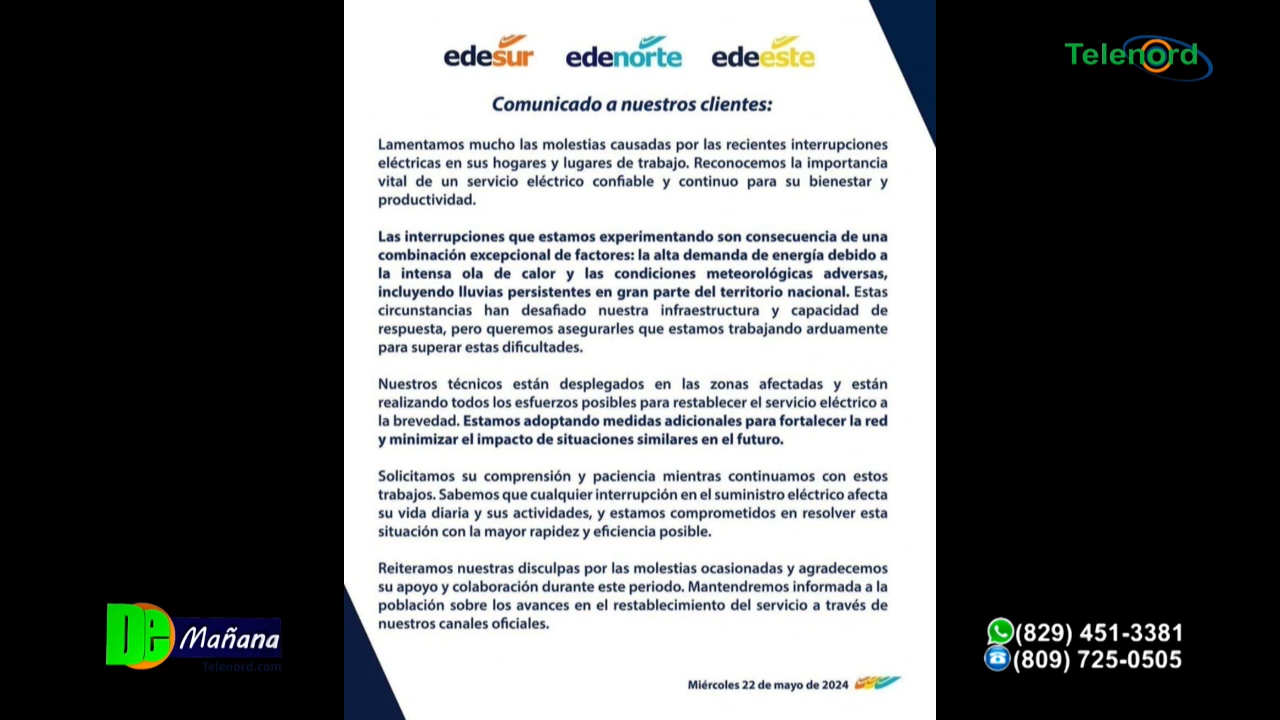 edesur edenorte edeeste
Telenord
Comunicado a nuestros clientes:
Lamentamos mucho las molestias causadas por las recientes interrupciones
eléctricas en sus hogares y lugares de trabajo. Reconocemos la importancia
vital de un servicio eléctrico confiable y continuo para su bienestar y
productividad.
Las interrupciones que estamos experimentando son consecuencia de una
combinación excepcional de factores: la alta demanda de energía debido a
la intensa ola de calor y las condiciones meteorológicas adversas,
incluyendo lluvias persistentes en gran parte del territorio nacional. Estas
circunstancias han desafiado nuestra infraestructura y capacidad de
respuesta, pero queremos asegurarles que estamos trabajando arduamente
para superar estas dificultades.
Nuestros técnicos están desplegados en las zonas afectadas y están
realizando todos los esfuerzos posibles para restablecer el servicio eléctrico a
la brevedad. Estamos adoptando medidas adicionales para fortalecer la red
y minimizar el impacto de situaciones similares en el futuro.
Solicitamos su comprensión y paciencia mientras continuamos con estos
trabajos. Sabemos que cualquier interrupción en el suministro eléctrico afecta
su vida diaria y sus actividades, y estamos comprometidos en resolver esta
situación con la mayor rapidez y eficiencia posible.
Reiteramos nuestras disculpas por las molestias ocasionadas y agradecemos
su apoyo y colaboración durante este periodo. Mantendremos informada a la
población sobre los avances en el restablecimiento del servicio a través de
nuestros canales oficiales.
Miércoles 22 de mayo de 2024
De Mañana
Telenord.com
(829) 451-3381
(809) 725-0505